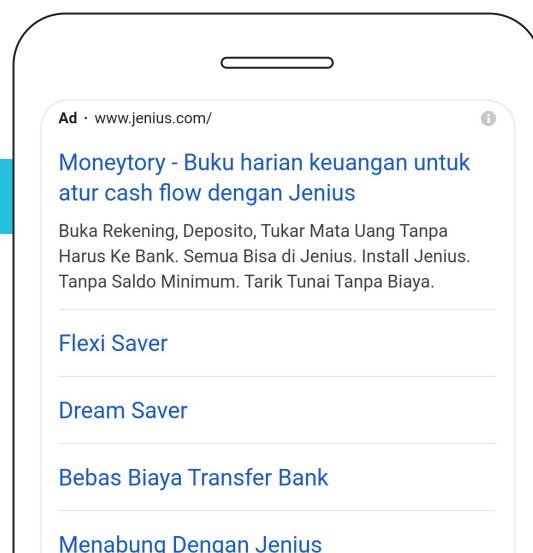 Ad · www.jenius.com/
Moneytory - Buku harian keuangan untuk
atur cash flow dengan Jenius
Buka Rekening, Deposito, Tukar Mata Uang Tanpa
Harus Ke Bank. Semua Bisa di Jenius. Install Jenius.
Tanpa Saldo Minimum. Tarik Tunai Tanpa Biaya.
Flexi Saver
Dream Saver
Bebas Biaya Transfer Bank
Menabung Dengan Jenius